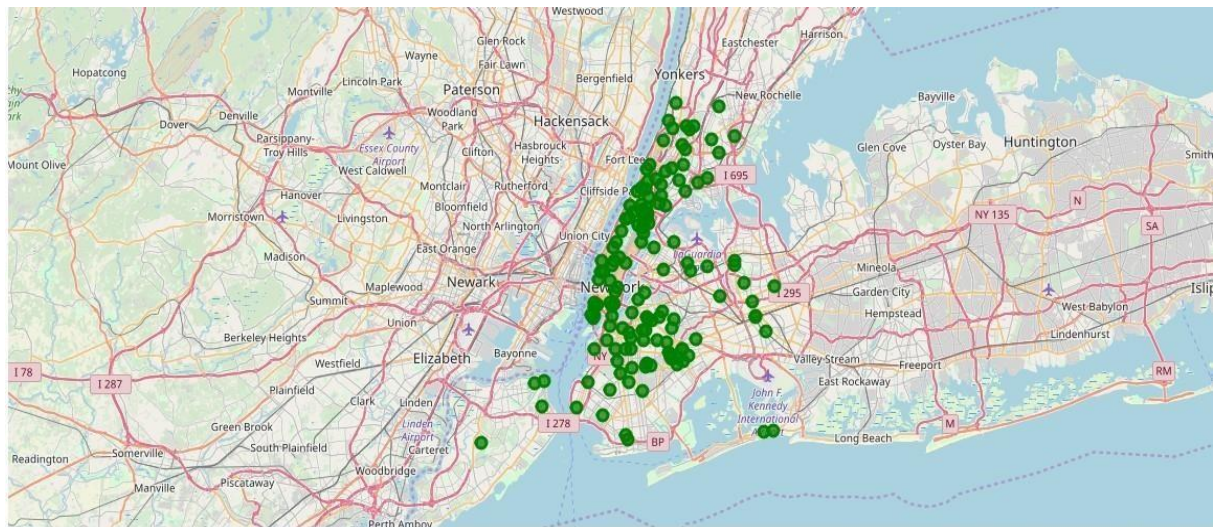 Westwood
Eastchester
Harrison
Glen Rock
Fair Lawn
Wayne
Hopatcong
Lincoln Park
Bergenfield
Yonkers
Montville
Paterson
New Rochelle
Bayville
Denville
Woodland
Park
Hackensack
Dover
Parsippany-
Troy Hills
Essex County
Airport
Clifton
Hasbrouck
Heights
Fort Lee
Glen Cove
Oyster Bay
Huntington
Mount Olive
West Caldwell
I 695
Hanover
Montclair
Rutherford
Cliffside
Bloomfield
N
Morristown
Livingston
North Arlington
NY 135
SA
Union City
Madison
East Orange
LaGuardia
Mineola
Newark
New York
Maplewood
I 295
Garden City
Summit
West Babylon
Islip
Union
Hempstead
Berkeley Heights
Lindenhurst
Bayonne
Elizabeth
NY
Westfield
Valley Stream
Freeport
I 78
I 287
Plainfield
East Rockaway
RM
Clark
Linden
John F
Kennedy
International
Green Brook
Linden
Airport
I 278
M
South Plainfield
Long Beach
BP
Readington
Somerville
Carteret
Woodbridge
Piscataway
Manville
Perth Amboy